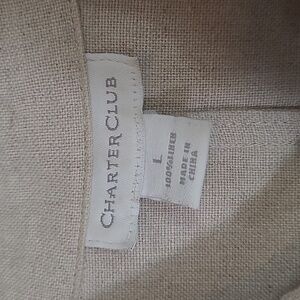 CHARTER CLUB
L
100% LINEN
MADE IN
CHINA